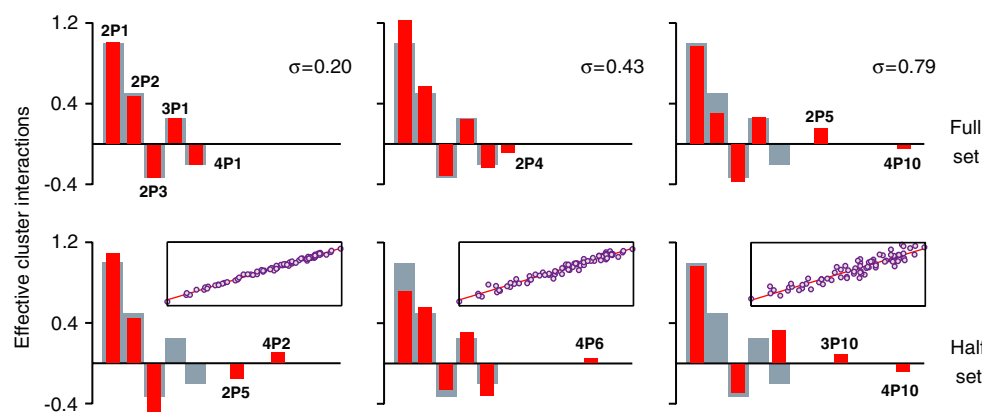 Effective cluster interactions
1.2
0.4
-0.4
2P1
2P2
3P1
2P3
4P1
σ=0.20
2P4
σ=0.43
2P5
4P10
σ=0.79
Full
set
1.2
0.4
-0.4
2P5
4P2
4P6
3P10
4P10
Half
set